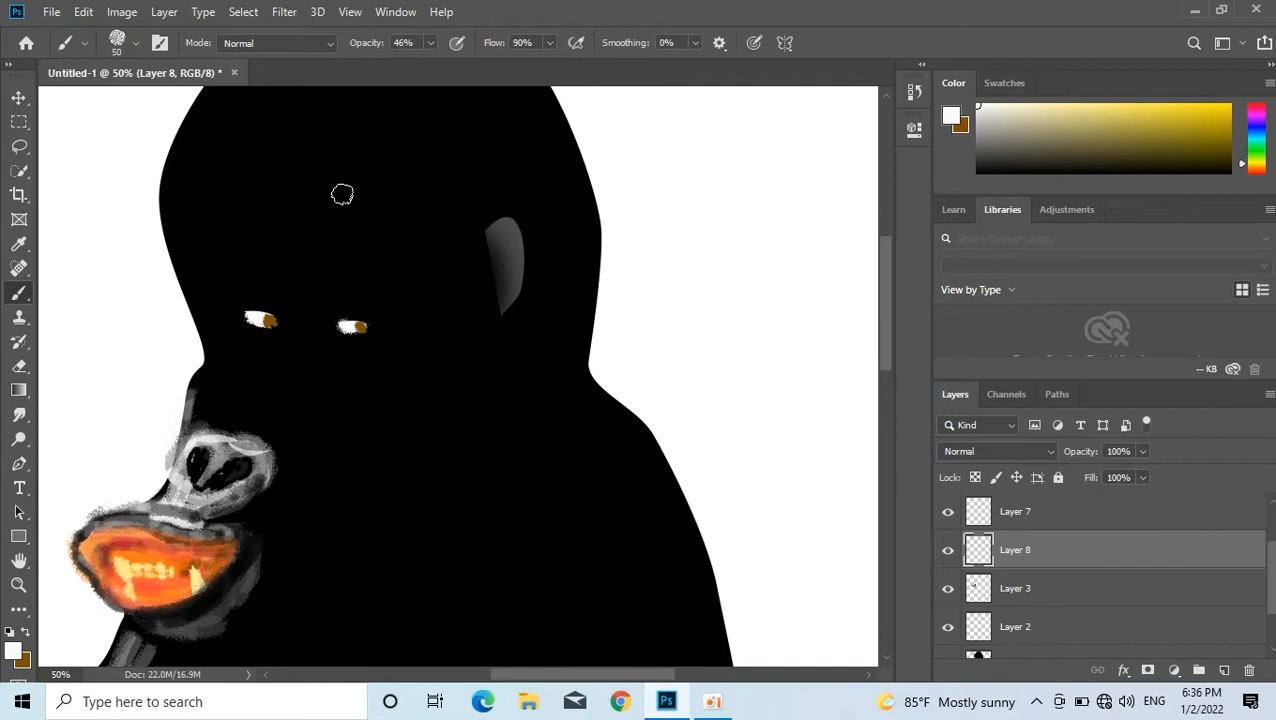 Ps File Edit Image Layer Type Select Filter 3D View Window Help
50 Mode: Normal Opacity: 46% Flow: 90% Smoothing: 0%
Untitled-1 @ 50% (Layer 8, RGB/8) *
Color Swatches
Learn Libraries Adjustments
Search Current Library
View by Type
-- KB
Layers Channels Paths
Kind
Normal Opacity: 100%
Lock: Fill: 100%
Layer 7
Layer 8
Layer 3
Layer 2
50% Doc: 22.0M/16.9M
Type here to search
Ps
85°F Mostly sunny
ENG
6:36 PM
1/2/2022